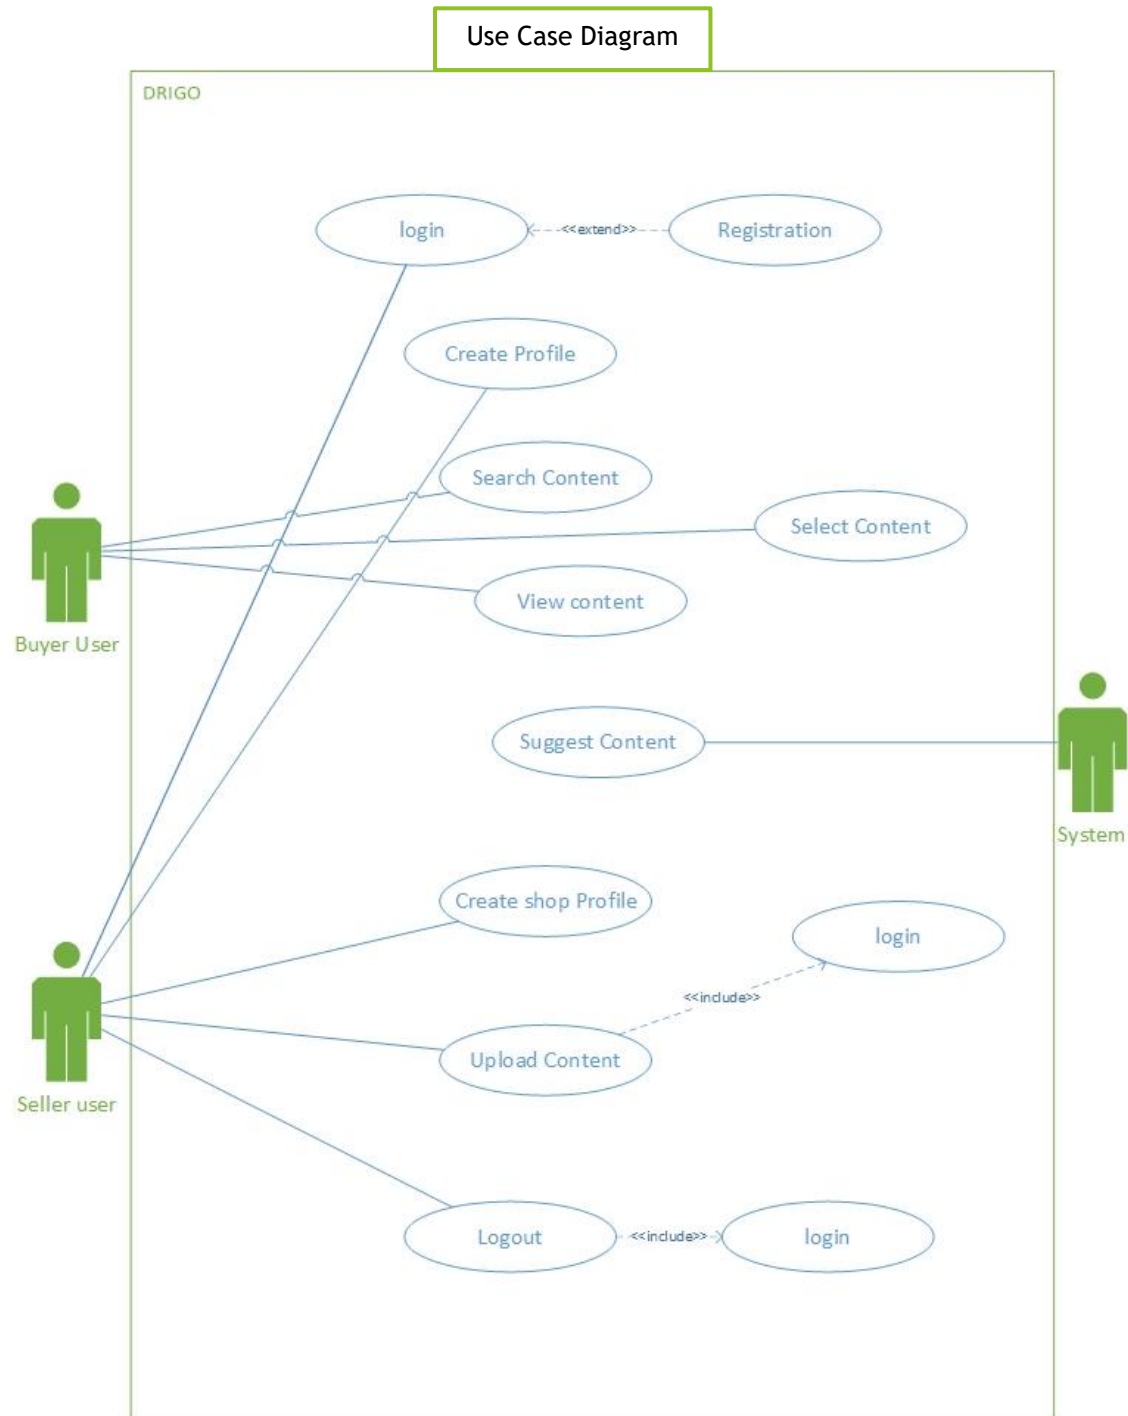 Use Case Diagram
DRIGO
login
<<extend>>
Registration
Create Profile
Search Content
Select Content
View content
Buyer User
Suggest Content
System
Create shop Profile
login
<<include>>
Upload Content
Seller user
Logout
<<include>>
login